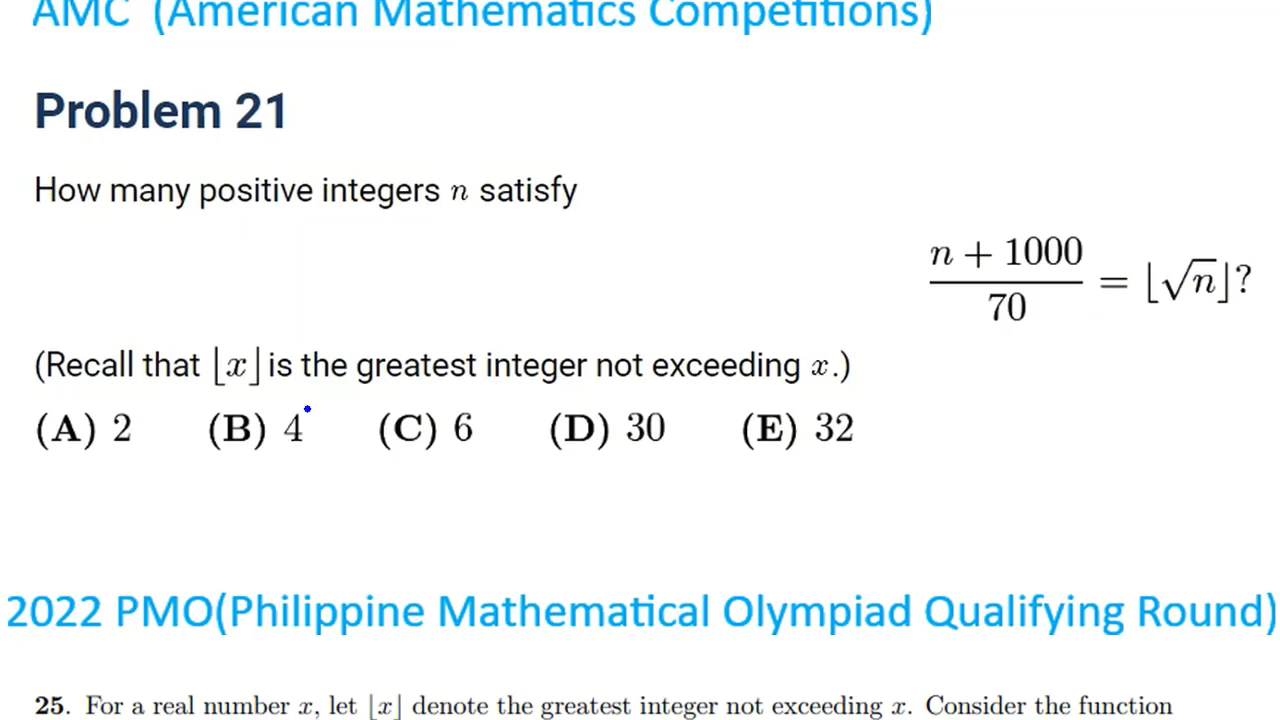 AMC (American Mathematics Competitions)
Problem 21
How many positive integers n satisfy
\frac{n + 1000}{70} = ⌊√n⌋?
(Recall that ⌊x⌋ is the greatest integer not exceeding x.)
(A) 2 (B) 4 (C) 6 (D) 30 (E) 32
2022 PMO(Philippine Mathematical Olympiad Qualifying Round)
25. For a real number x, let ⌊x⌋ denote the greatest integer not exceeding x. Consider the function